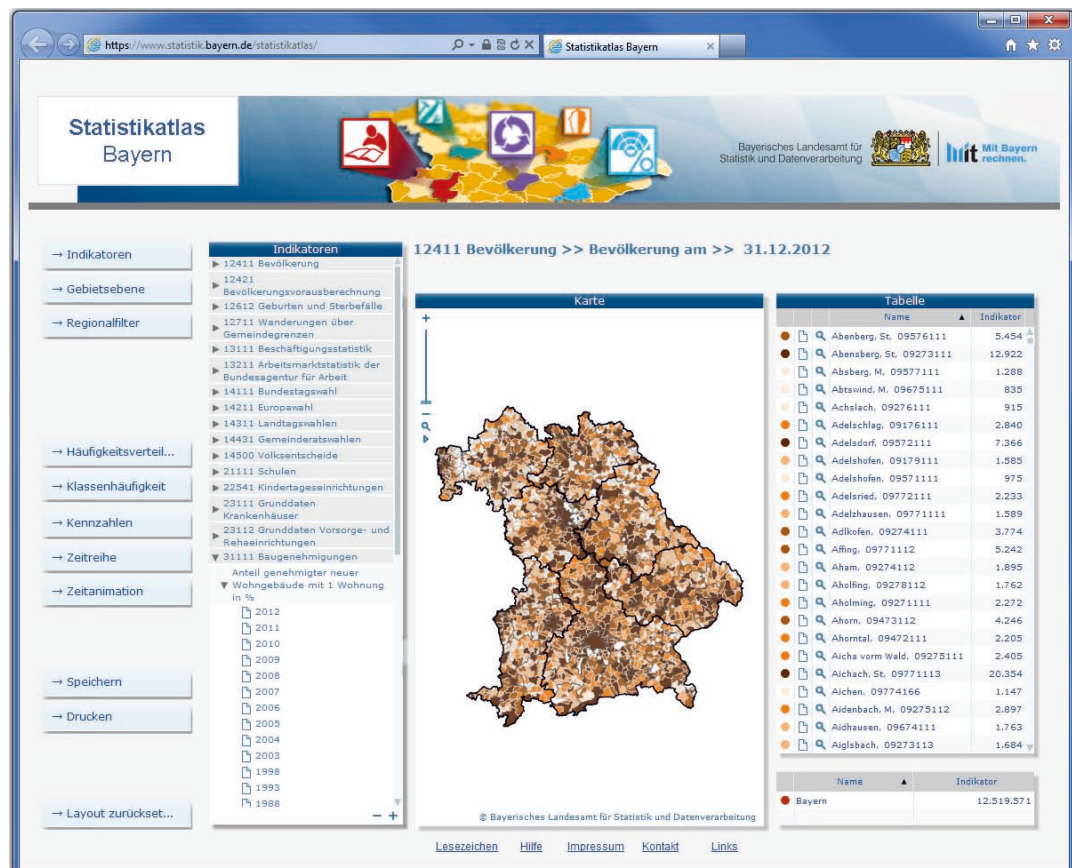 https://www.statistik.bayern.de/statistikatlas/
Statistikatlas Bayern
Statistikatlas
Bayern
Bayerisches Landesamt für
Statistik und Datenverarbeitung
Mit Bayern
rechnen.
→ Indikatoren
→ Gebietsebene
→ Regionalfilter
→ Häufigkeitsverteil...
→ Klassenhäufigkeit
→ Kennzahlen
→ Zeitreihe
→ Zeitanimation
→ Speichern
→ Drucken
→ Layout zurückset...
Indikatoren
12411 Bevölkerung
12421
Bevölkerungsvorausberechnung
12612 Geburten und Sterbefälle
12711 Wanderungen über
Gemeindegrenzen
13111 Beschäftigungsstatistik
13211 Arbeitsmarktstatistik der
Bundesagentur für Arbeit
14111 Bundestagswahl
14211 Europawahl
14311 Landtagswahlen
14431 Gemeinderatswahlen
14500 Volksentscheide
21111 Schulen
22541 Kindertageseinrichtungen
23111 Grunddaten
Krankenhäuser
23112 Grunddaten Vorsorge- und
Rehaeinrichtungen
31111 Baugenehmigungen
Anteil genehmigter neuer
Wohngebäude mit 1 Wohnung
in %
2012
2011
2010
2009
2008
2007
2006
2005
2004
2003
1998
1993
1988
12411 Bevölkerung >> Bevölkerung am >> 31.12.2012
Karte
© Bayerisches Landesamt für Statistik und Datenverarbeitung
Tabelle
Name Indikator
Abenberg, St, 09576111 5.454
Abensberg, St, 09273111 12.922
Absberg, M, 09577111 1.288
Abtswind, M, 09675111 835
Achslach, 09276111 915
Adelschlag, 09176111 2.840
Adelsdorf, 09572111 7.366
Adelshofen, 09179111 1.585
Adelshofen, 09571111 975
Adelsried, 09772111 2.233
Adelzhausen, 09771111 1.589
Adlkofen, 09274111 3.774
Affing, 09771112 5.242
Aham, 09274112 1.895
Aholfing, 09278112 1.762
Aholming, 09271111 2.272
Ahorn, 09473112 4.246
Ahorntal, 09472111 2.205
Aicha vorm Wald, 09275111 2.405
Aichach, St, 09771113 20.354
Aichen, 09774166 1.147
Aidenbach, M, 09275112 2.897
Aidhausen, 09674111 1.763
Aiglsbach, 09273113 1.684
Name Indikator
Bayern 12.519.571
Lesezeichen Hilfe Impressum Kontakt Links